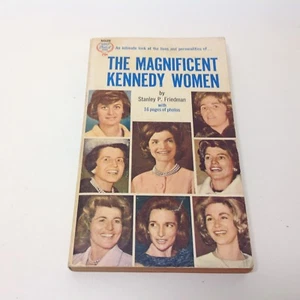 An intimate look at the lives and personalities of...
THE MAGNIFICENT
KENNEDY WOMEN
by
Stanley P. Friedman
with
16 pages of photos